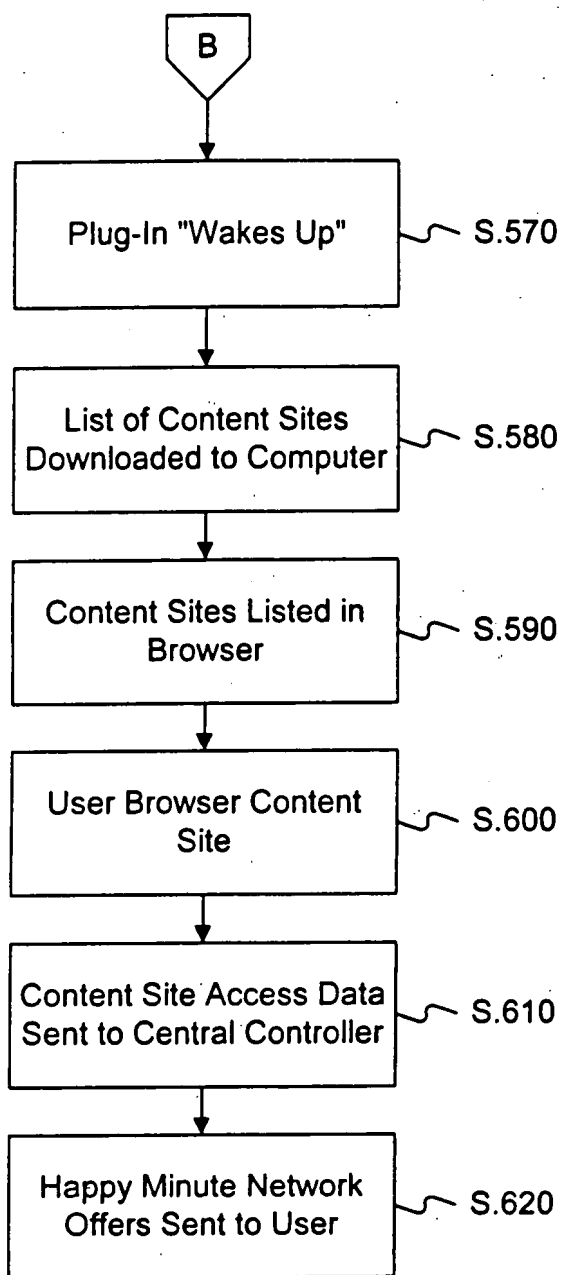 B
Plug-In "Wakes Up"
S.570
List of Content Sites
Downloaded to Computer
S.580
Content Sites Listed in
Browser
S.590
User Browser Content
Site
S.600
Content Site Access Data
Sent to Central Controller
S.610
Happy Minute Network
Offers Sent to User
S.620